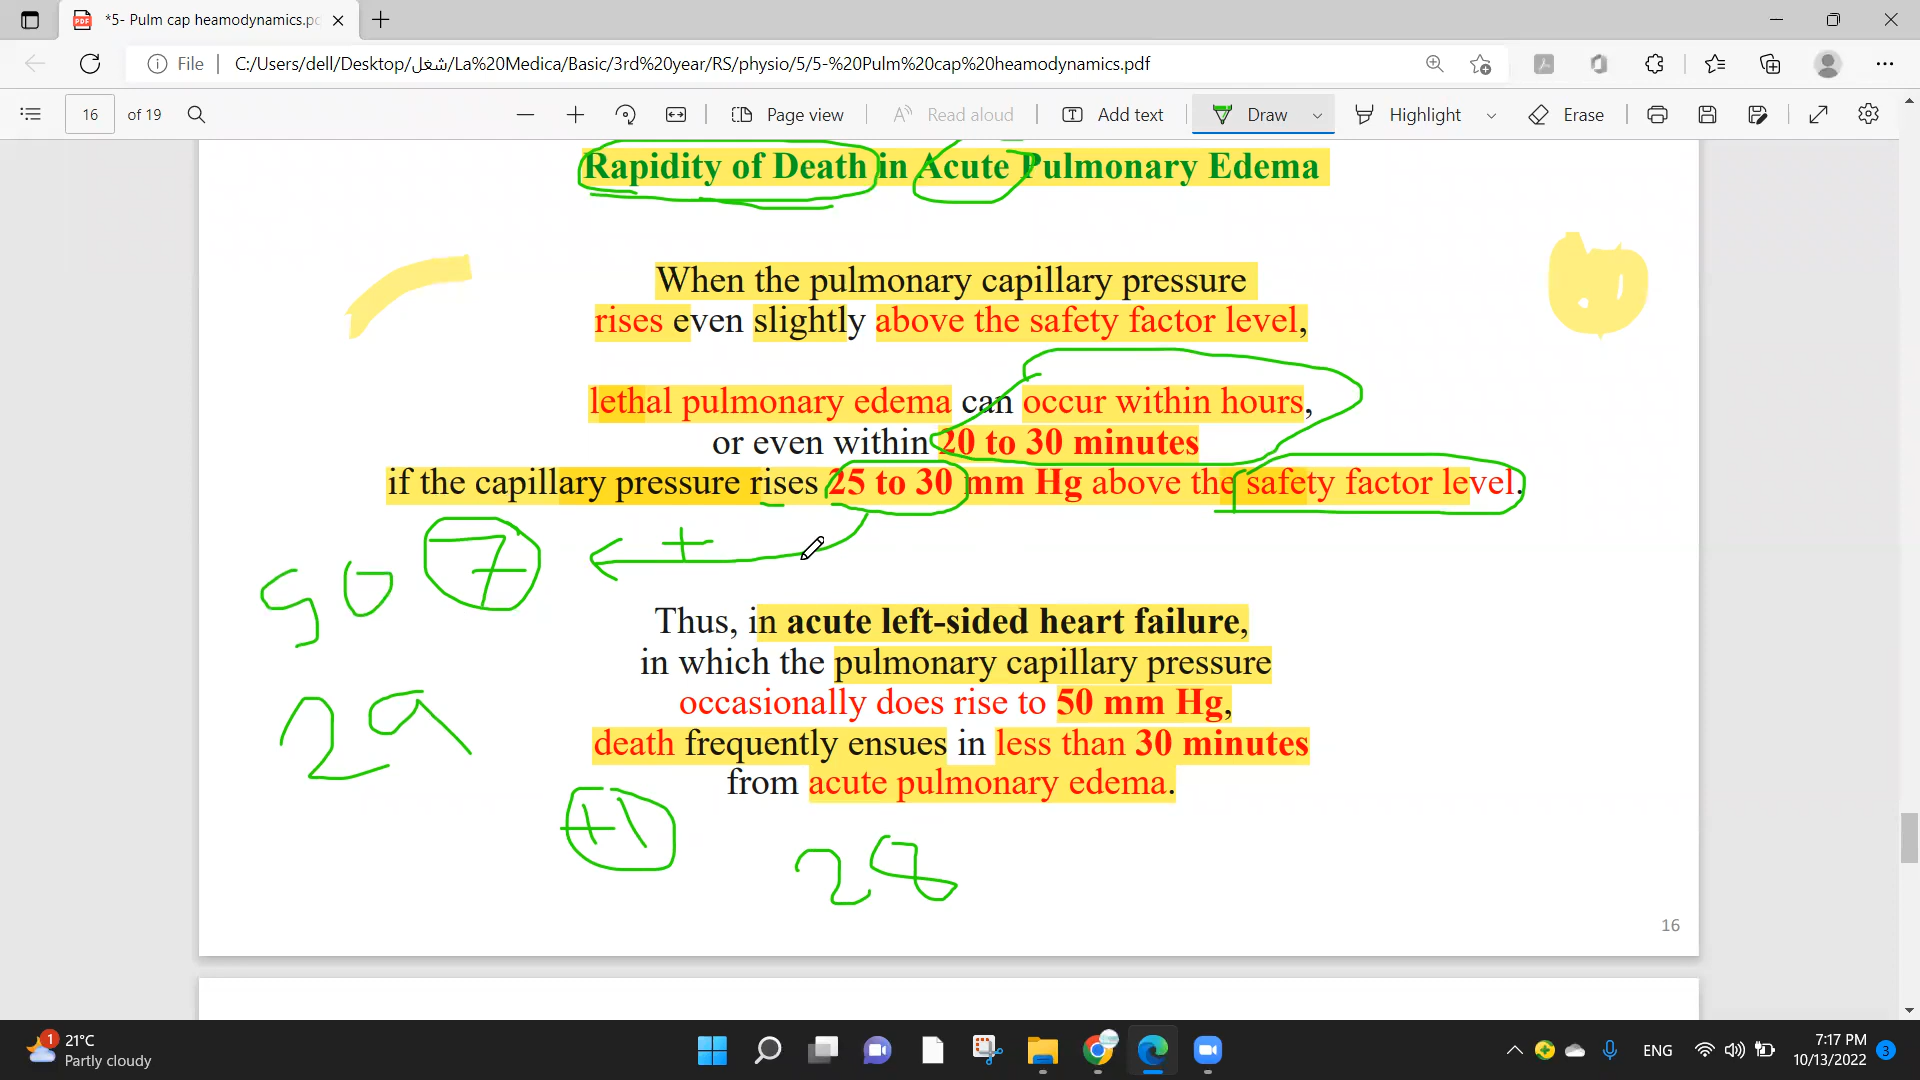 *5- Pulm cap heamodynamics.pd
File C:/Users/dell/Desktop/شغل/La%20Medica/Basic/3rd%20year/RS/physio/5/5-%20Pulm%20cap%20heamodynamics.pdf
16 of 19 Page view Read aloud Add text Draw Highlight Erase
Rapidity of Death in Acute Pulmonary Edema
When the pulmonary capillary pressure
rises even slightly above the safety factor level,
lethal pulmonary edema can occur within hours,
or even within 20 to 30 minutes
if the capillary pressure rises 25 to 30 mm Hg above the safety factor level.
+
50 7
Thus, in acute left-sided heart failure,
in which the pulmonary capillary pressure
occasionally does rise to 50 mm Hg,
29
death frequently ensues in less than 30 minutes
from acute pulmonary edema.
+1
28
16
1 21°C
Partly cloudy
ENG
7:17 PM
10/13/2022 3